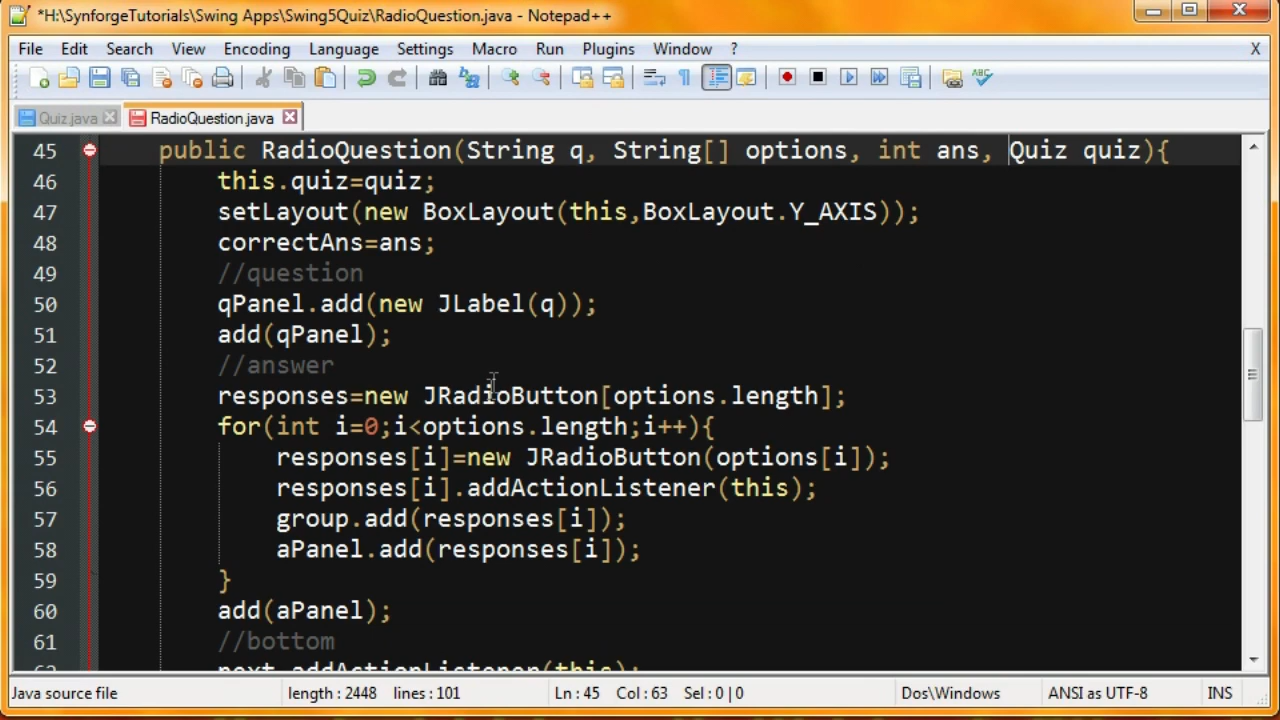 *H:\SynforgeTutorials\Swing Apps\Swing5Quiz\RadioQuestion.java - Notepad++
File Edit Search View Encoding Language Settings Macro Run Plugins Window ? X
Quiz.java RadioQuestion.java
45 public RadioQuestion(String q, String[] options, int ans, Quiz quiz){
46 this.quiz=quiz;
47 setLayout(new BoxLayout(this,BoxLayout.Y_AXIS));
48 correctAns=ans;
49 //question
50 qPanel.add(new JLabel(q));
51 add(qPanel);
52 //answer
53 responses=new JRadioButton[options.length];
54 for(int i=0;i<options.length;i++){
55 responses[i]=new JRadioButton(options[i]);
56 responses[i].addActionListener(this);
57 group.add(responses[i]);
58 aPanel.add(responses[i]);
59 }
60 add(aPanel);
61 //bottom
62 next.addActionListener(this);
Java source file length : 2448 lines : 101 Ln : 45 Col : 63 Sel : 0 | 0 Dos\Windows ANSI as UTF-8 INS